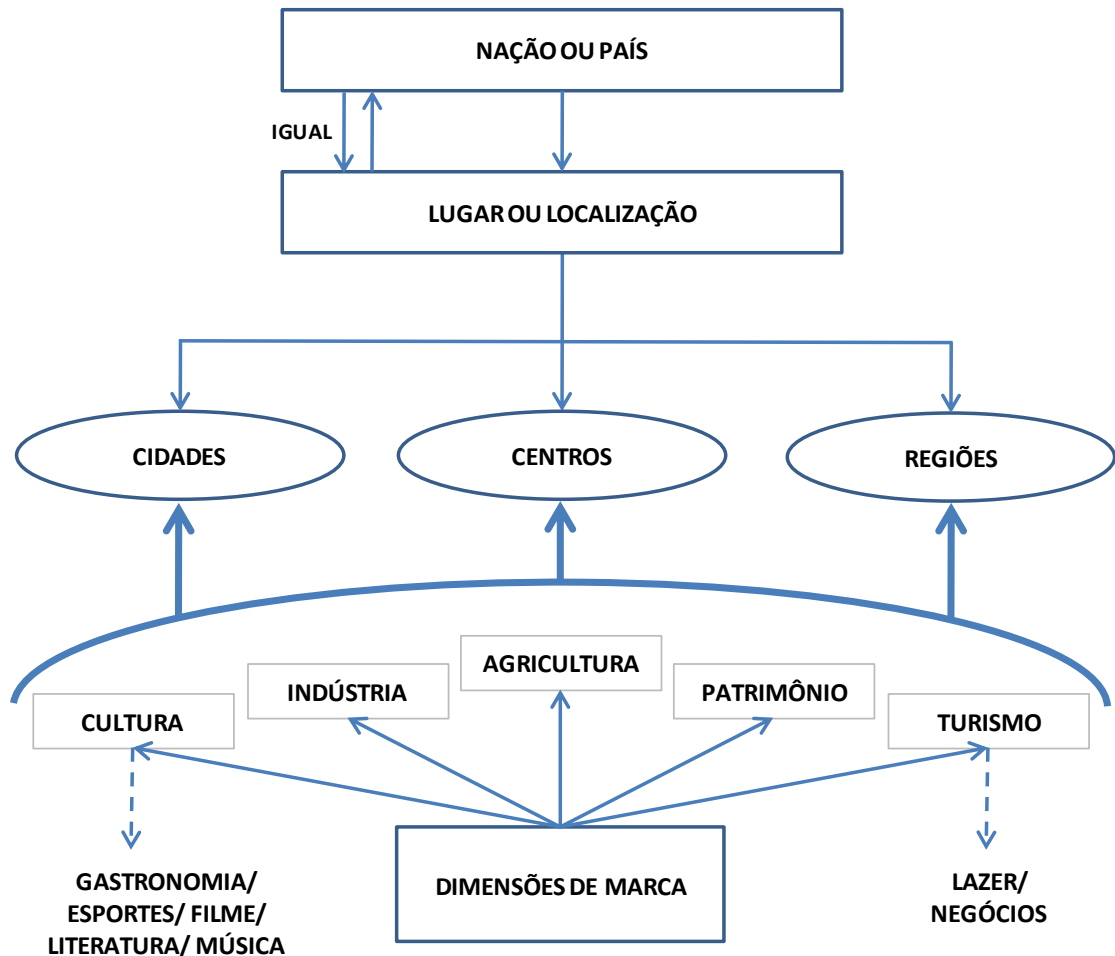 NAÇÃO OU PAÍS
IGUAL
LUGAR OU LOCALIZAÇÃO
CIDADES
CENTROS
REGIÕES
AGRICULTURA
INDÚSTRIA
PATRIMÔNIO
CULTURA
TURISMO
DIMENSÕES DE MARCA
GASTRONOMIA/
ESPORTES/ FILME/
LITERATURA/ MÚSICA
LAZER/
NEGÓCIOS